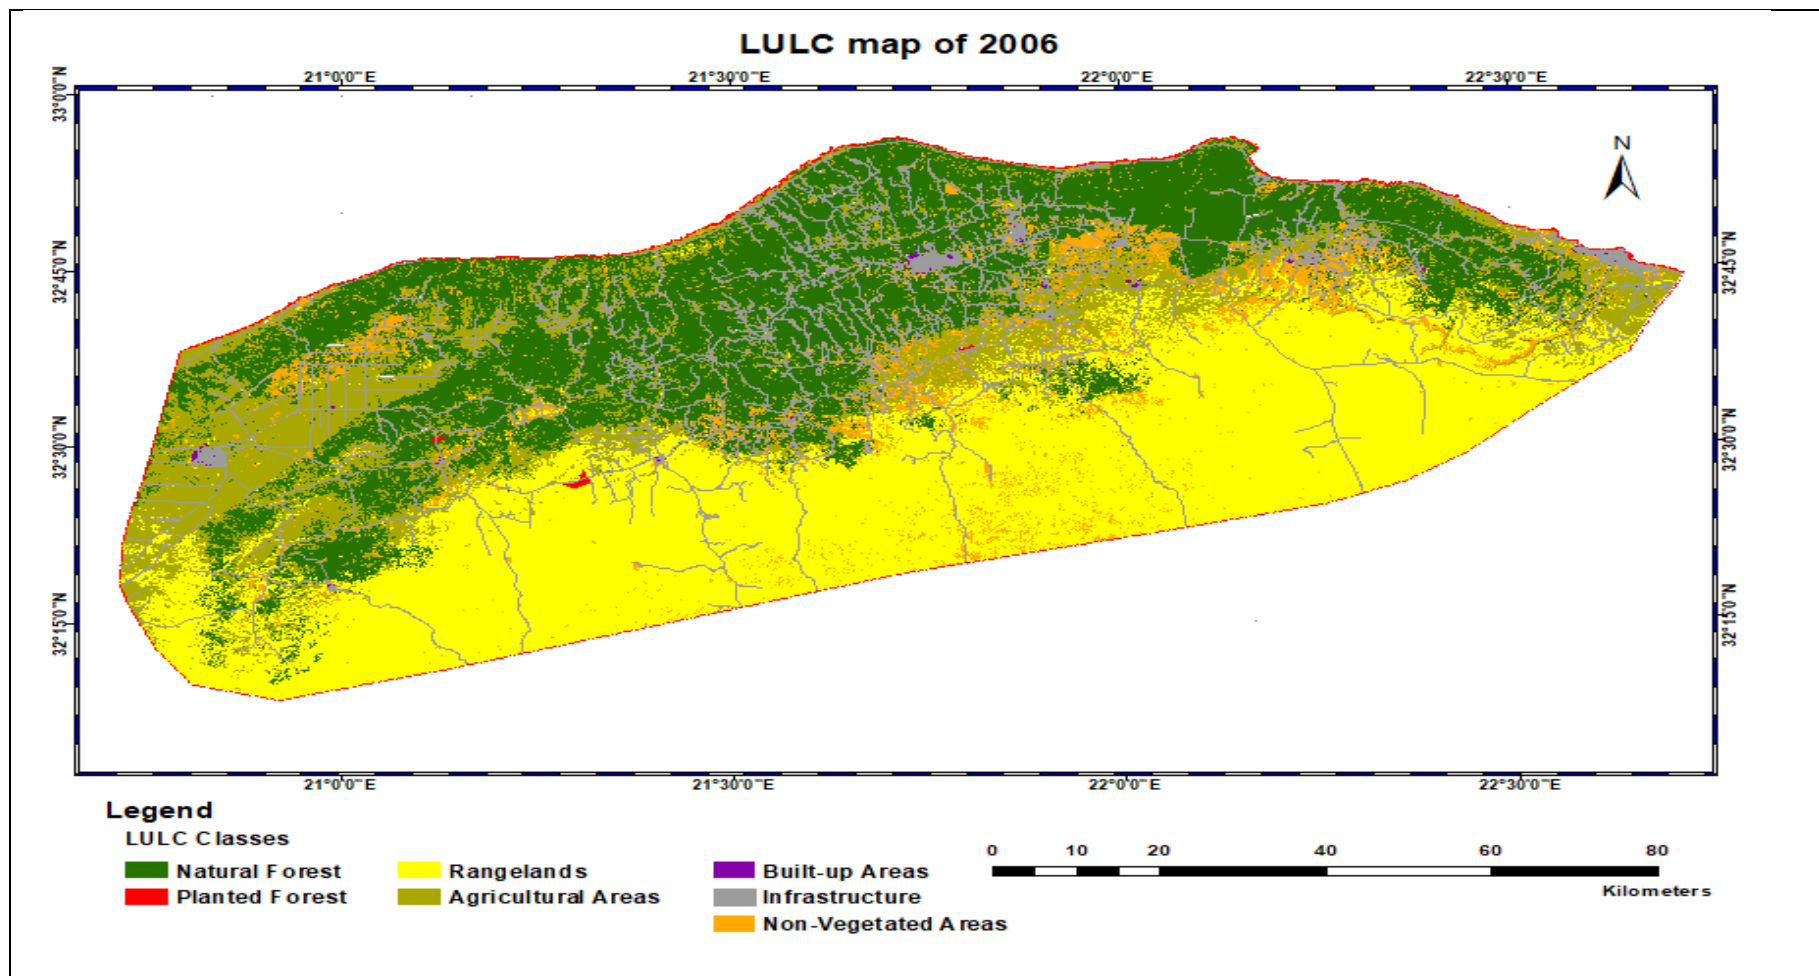 LULC map of 2006
21°0'0"E 21°30'0"E 22°0'0"E 22°30'0"E
33°0'0"N
N
32°45'0"N 32°45'0"N
32°30'0"N 32°30'0"N
32°15'0"N 32°15'0"N
21°0'0"E 21°30'0"E 22°0'0"E 22°30'0"E
Legend
LULC Classes
0 10 20 40 60 80
Natural Forest Rangelands Built-up Areas
Kilometers
Planted Forest Agricultural Areas Infrastructure
Non-Vegetated Areas